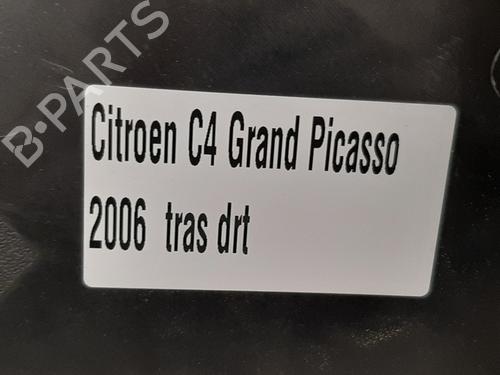 B-PARTS
Citroen C4 Grand Picasso
2006 tras drt